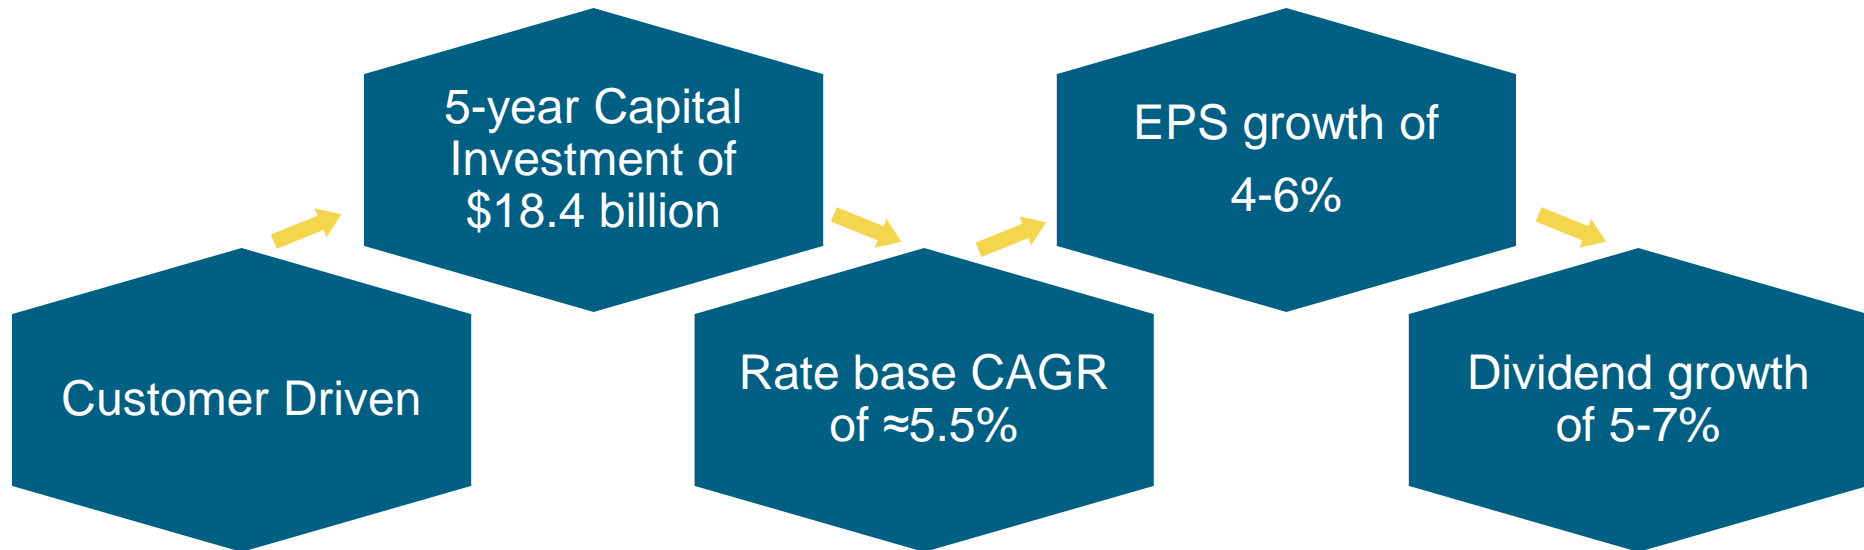 Customer Driven
5-year Capital
Investment of
$18.4 billion
Rate base CAGR
of ≈5.5%
EPS growth of
4-6%
Dividend growth
of 5-7%